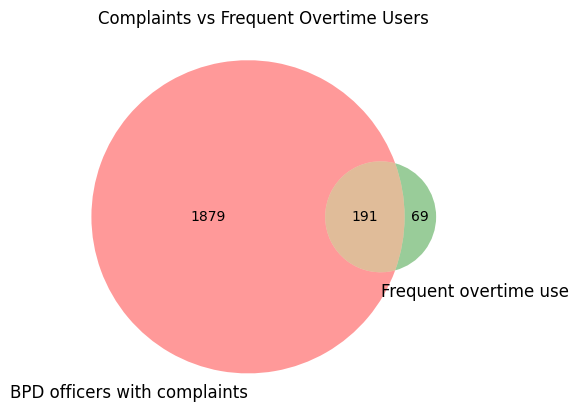 Complaints vs Frequent Overtime Users
1879
191
69
Frequent overtime use
BPD officers with complaints